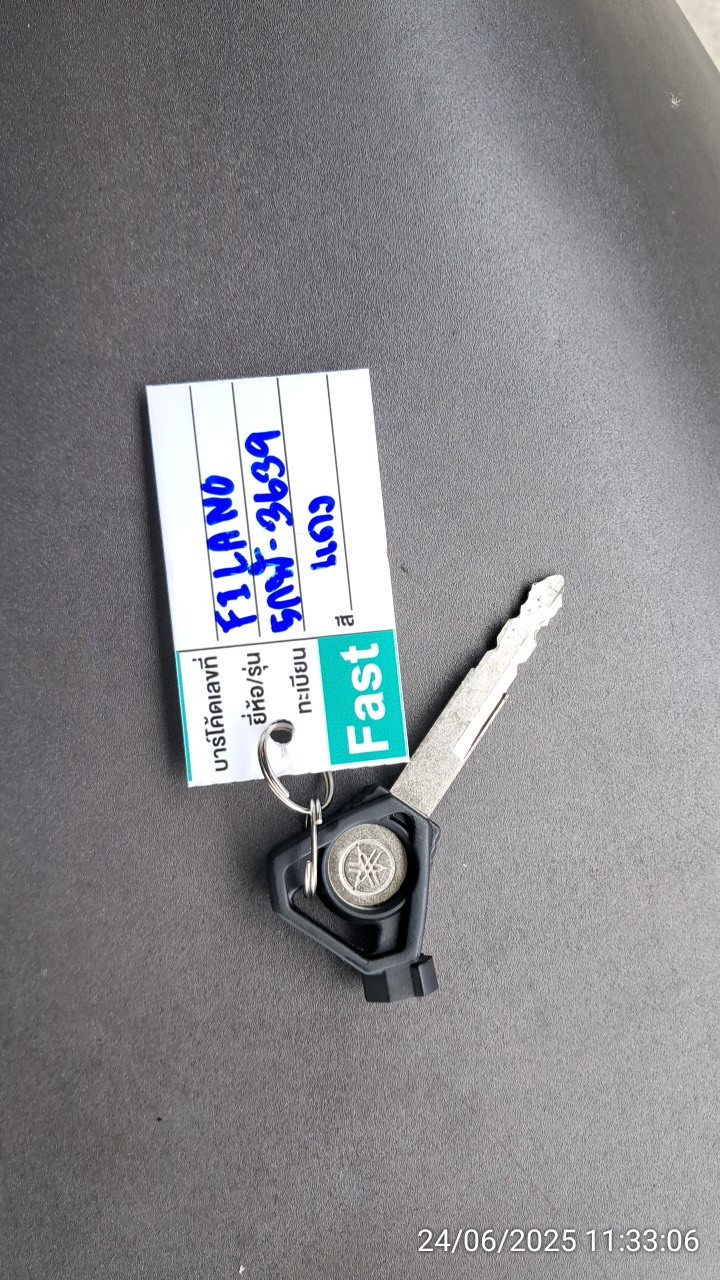 บาร์โค้ดเลขที่
ยี่ห้อ/รุ่น FILANO
ทะเบียน 5กฬ-3639
สี แดง
Fast
24/06/2025 11:33:06